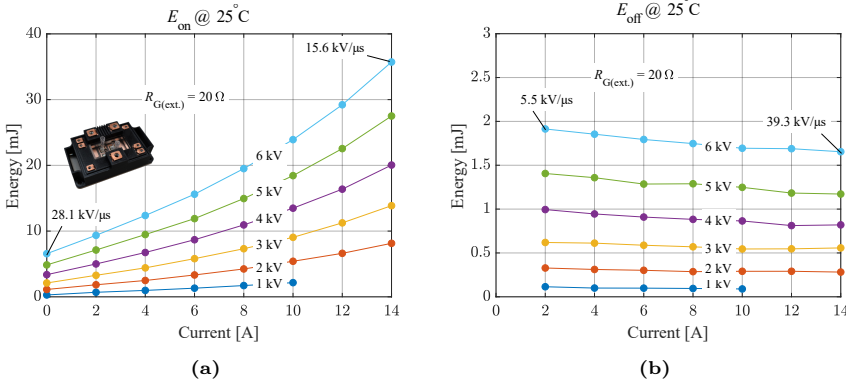 E_on @ 25°C
40
30
20
10
0
Energy [mJ]
15.6 kV/μs
R_G(ext.) = 20 Ω
28.1 kV/μs
6 kV
5 kV
4 kV
3 kV
2 kV
1 kV
0 2 4 6 8 10 12 14
Current [A]
(a)
E_off @ 25°C
3
2.5
2
1.5
1
0.5
0
Energy [mJ]
R_G(ext.) = 20 Ω
5.5 kV/μs
39.3 kV/μs
6 kV
5 kV
4 kV
3 kV
2 kV
1 kV
0 2 4 6 8 10 12 14
Current [A]
(b)